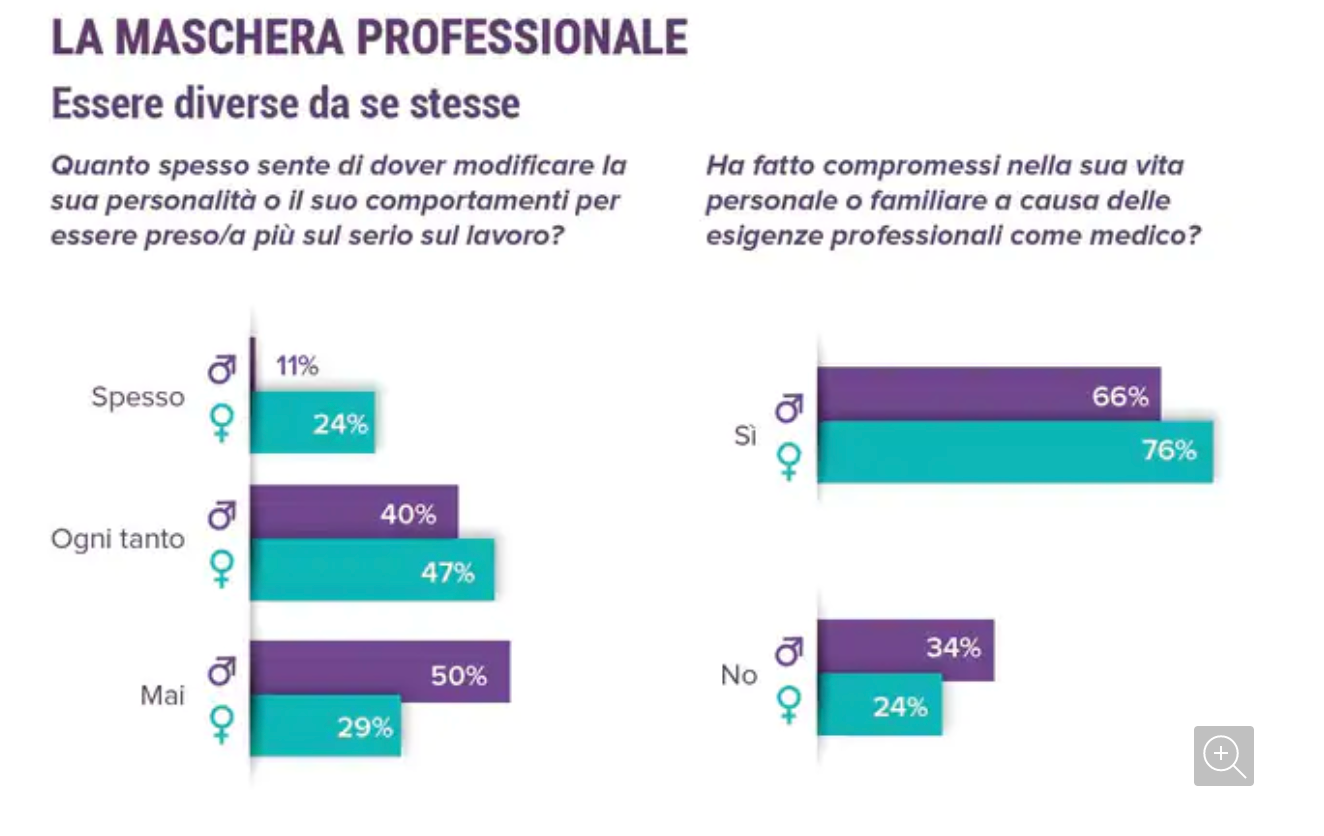 LA MASCHERA PROFESSIONALE
Essere diverse da se stesse
Quanto spesso sente di dover modificare la
sua personalità o il suo comportamenti per
essere preso/a più sul serio sul lavoro?
Spesso
11%
24%
Ogni tanto
40%
47%
Mai
50%
29%
Ha fatto compromessi nella sua vita
personale o familiare a causa delle
esigenze professionali come medico?
Sì
66%
76%
No
34%
24%